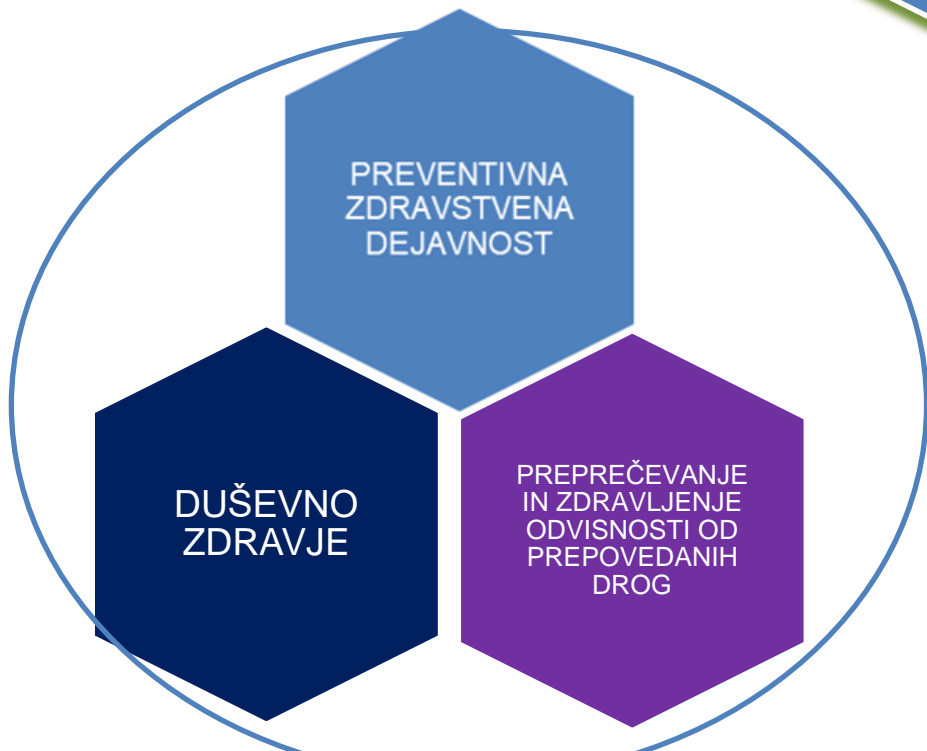 PREVENTIVNA
ZDRAVSTVENA
DEJAVNOST
DUŠEVNO
ZDRAVJE
PREPREČEVANJE
IN ZDRAVLJENJE
ODVISNOSTI OD
PREPOVEDANIH
DROG